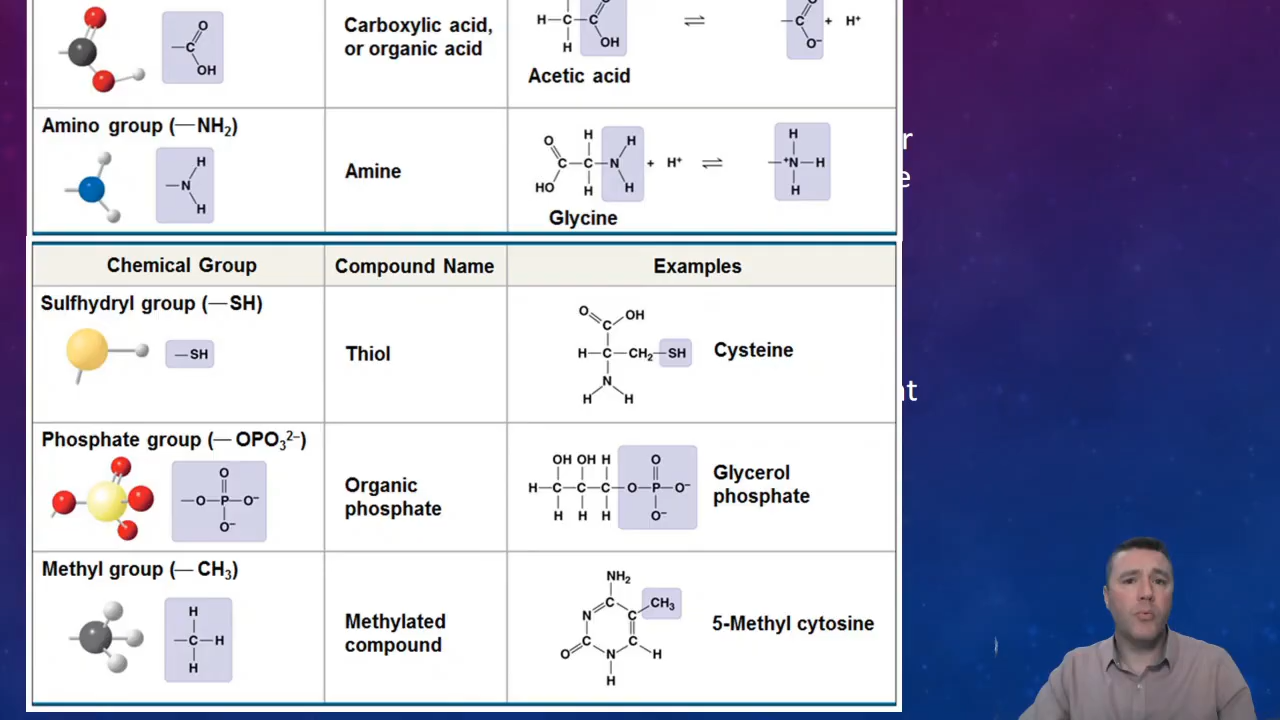 Carboxylic acid,
or organic acid
O
C
OH
H—C—C
OH
H
⇌
—C
O⁻
+ H⁺
Acetic acid
Amino group (—NH₂)
H
—N
H
Amine
O H H
C—C—N + H⁺ ⇌
HO H H
H
—⁺N—H
H
Glycine
r
e
Chemical Group Compound Name Examples
Sulfhydryl group (—SH)
—SH
Thiol
O OH
C
H—C—CH₂—SH
N
H H
Cysteine
nt
Phosphate group (—OPO₃²⁻)
O
—O—P—O⁻
O⁻
Organic
phosphate
OH OH H O
H—C—C—C—O—P—O⁻
H H H O⁻
Glycerol
phosphate
Methyl group (—CH₃)
H
—C—H
H
Methylated
compound
NH₂
C CH₃
N C
C C
O N H
H
5-Methyl cytosine